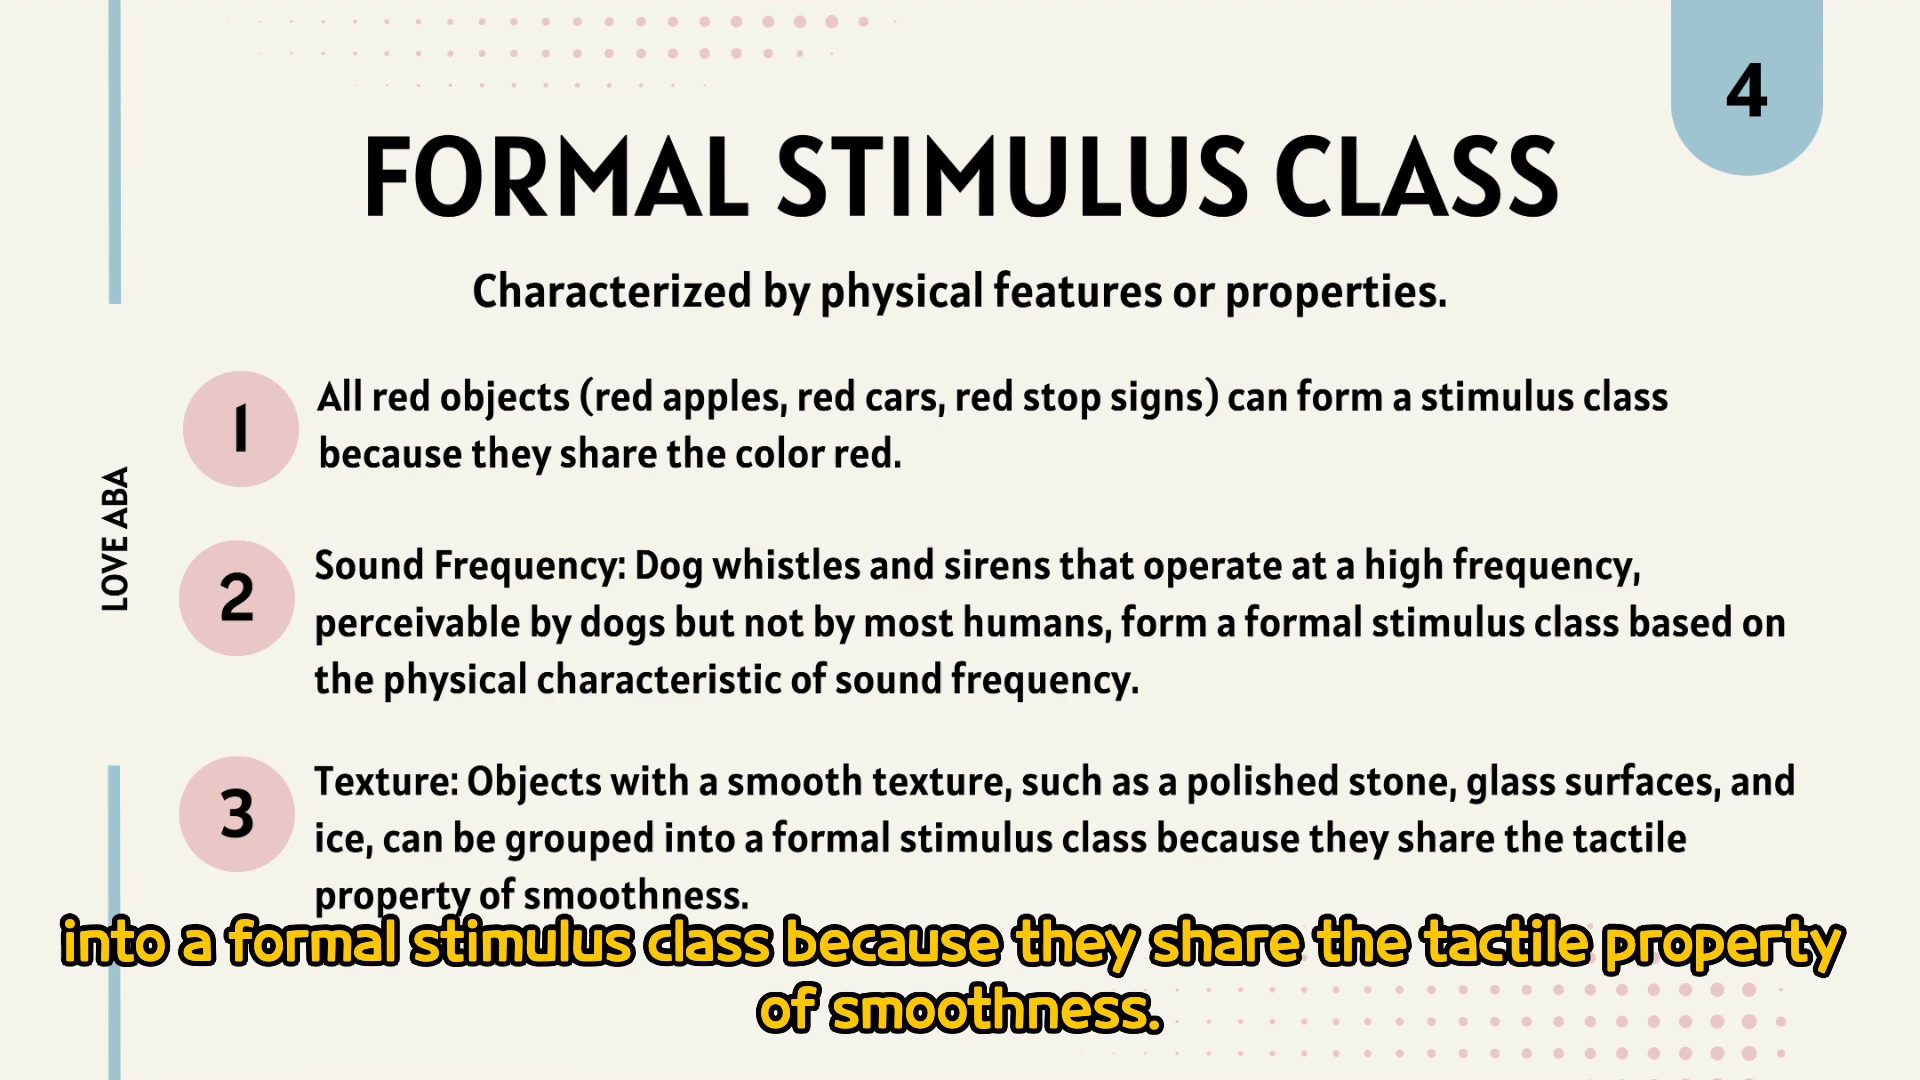 4
FORMAL STIMULUS CLASS
Characterized by physical features or properties.
1
All red objects (red apples, red cars, red stop signs) can form a stimulus class
because they share the color red.
LOVE ABA
2
Sound Frequency: Dog whistles and sirens that operate at a high frequency,
perceivable by dogs but not by most humans, form a formal stimulus class based on
the physical characteristic of sound frequency.
3
Texture: Objects with a smooth texture, such as a polished stone, glass surfaces, and
ice, can be grouped into a formal stimulus class because they share the tactile
property of smoothness.
into a formal stimulus class because they share the tactile property
of smoothness.